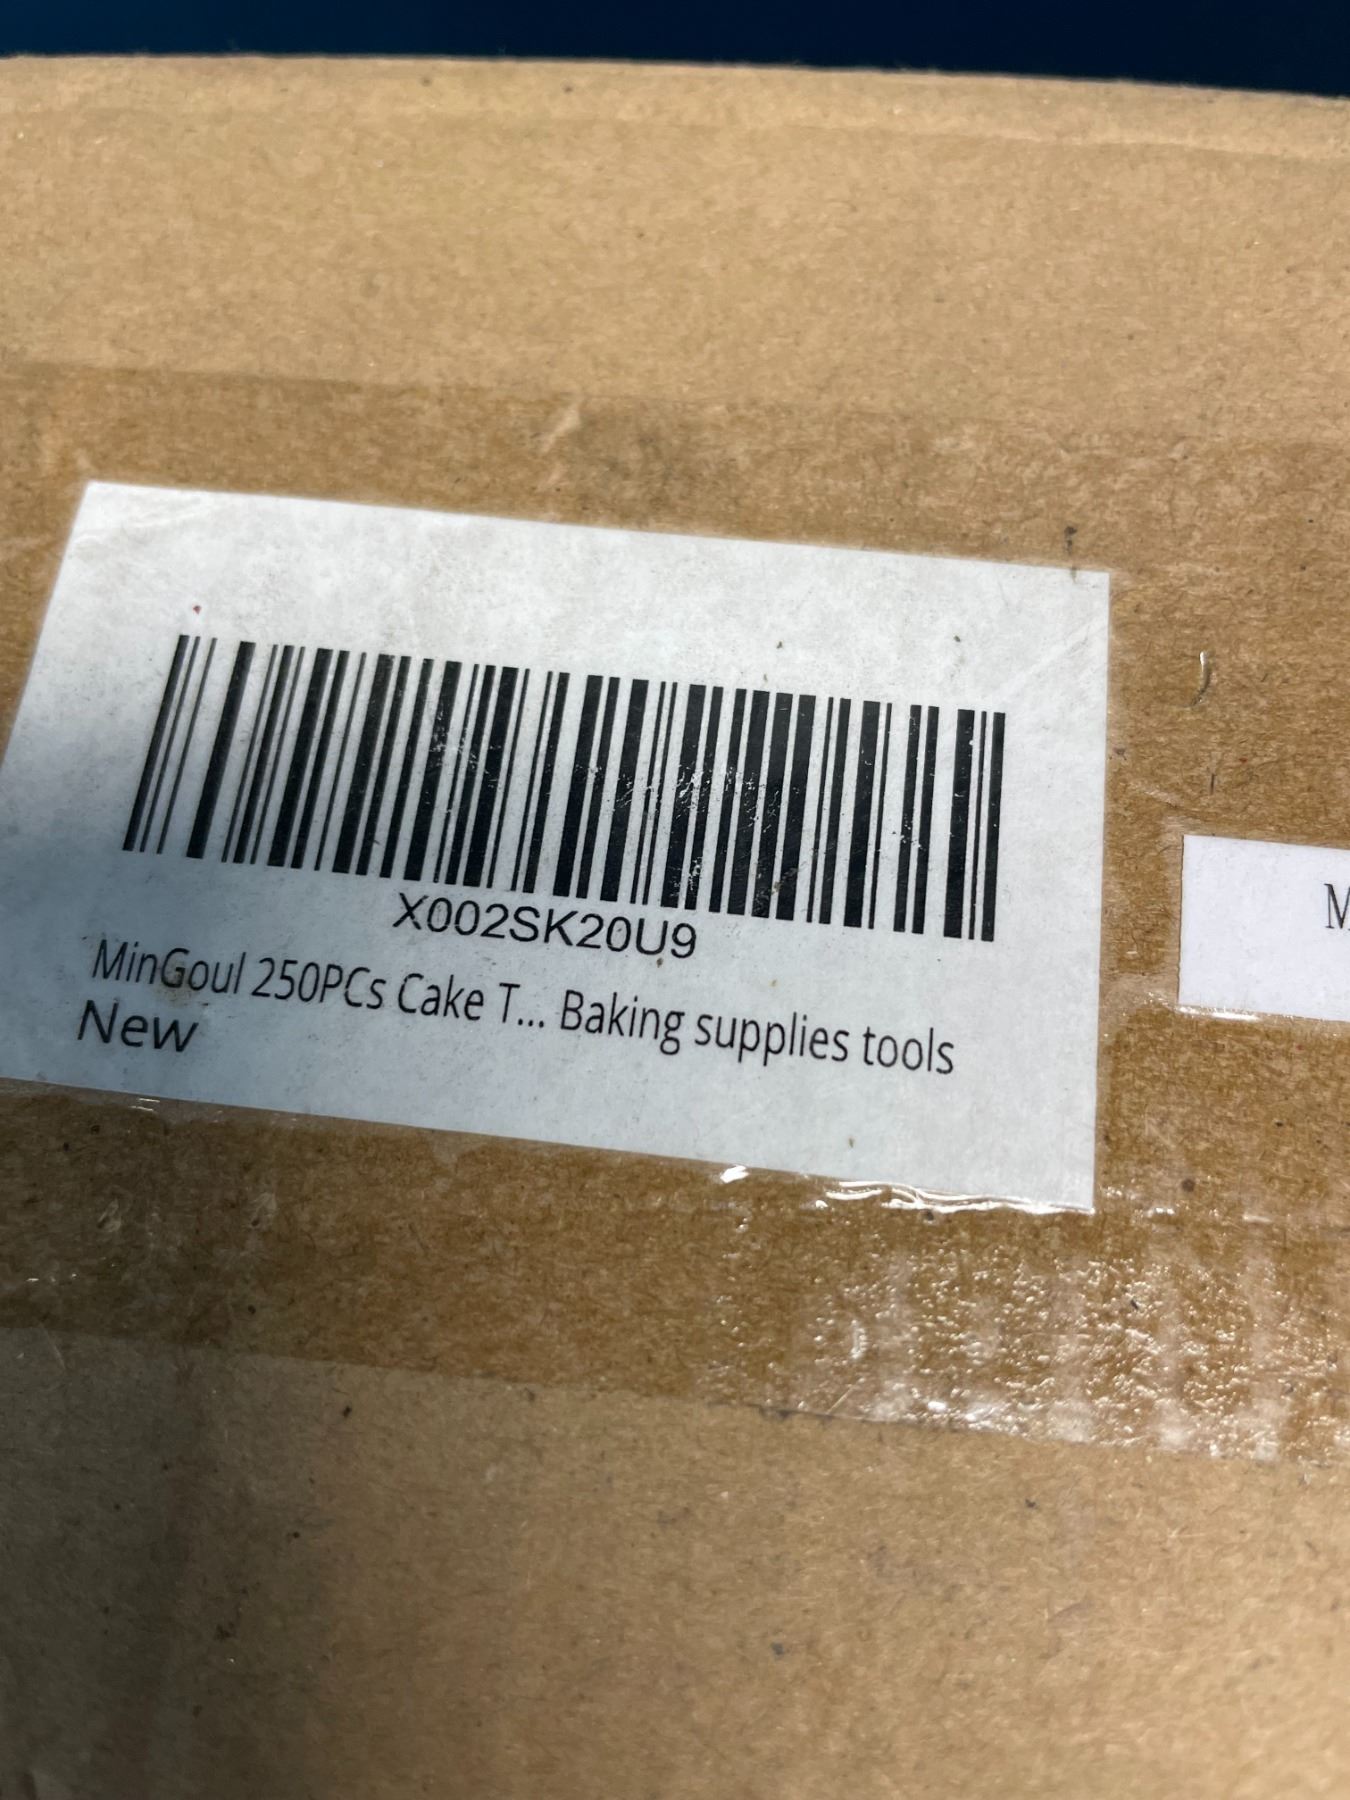 X002SK20U9
MinGoul 250PCs Cake T... Baking supplies tools
New
M